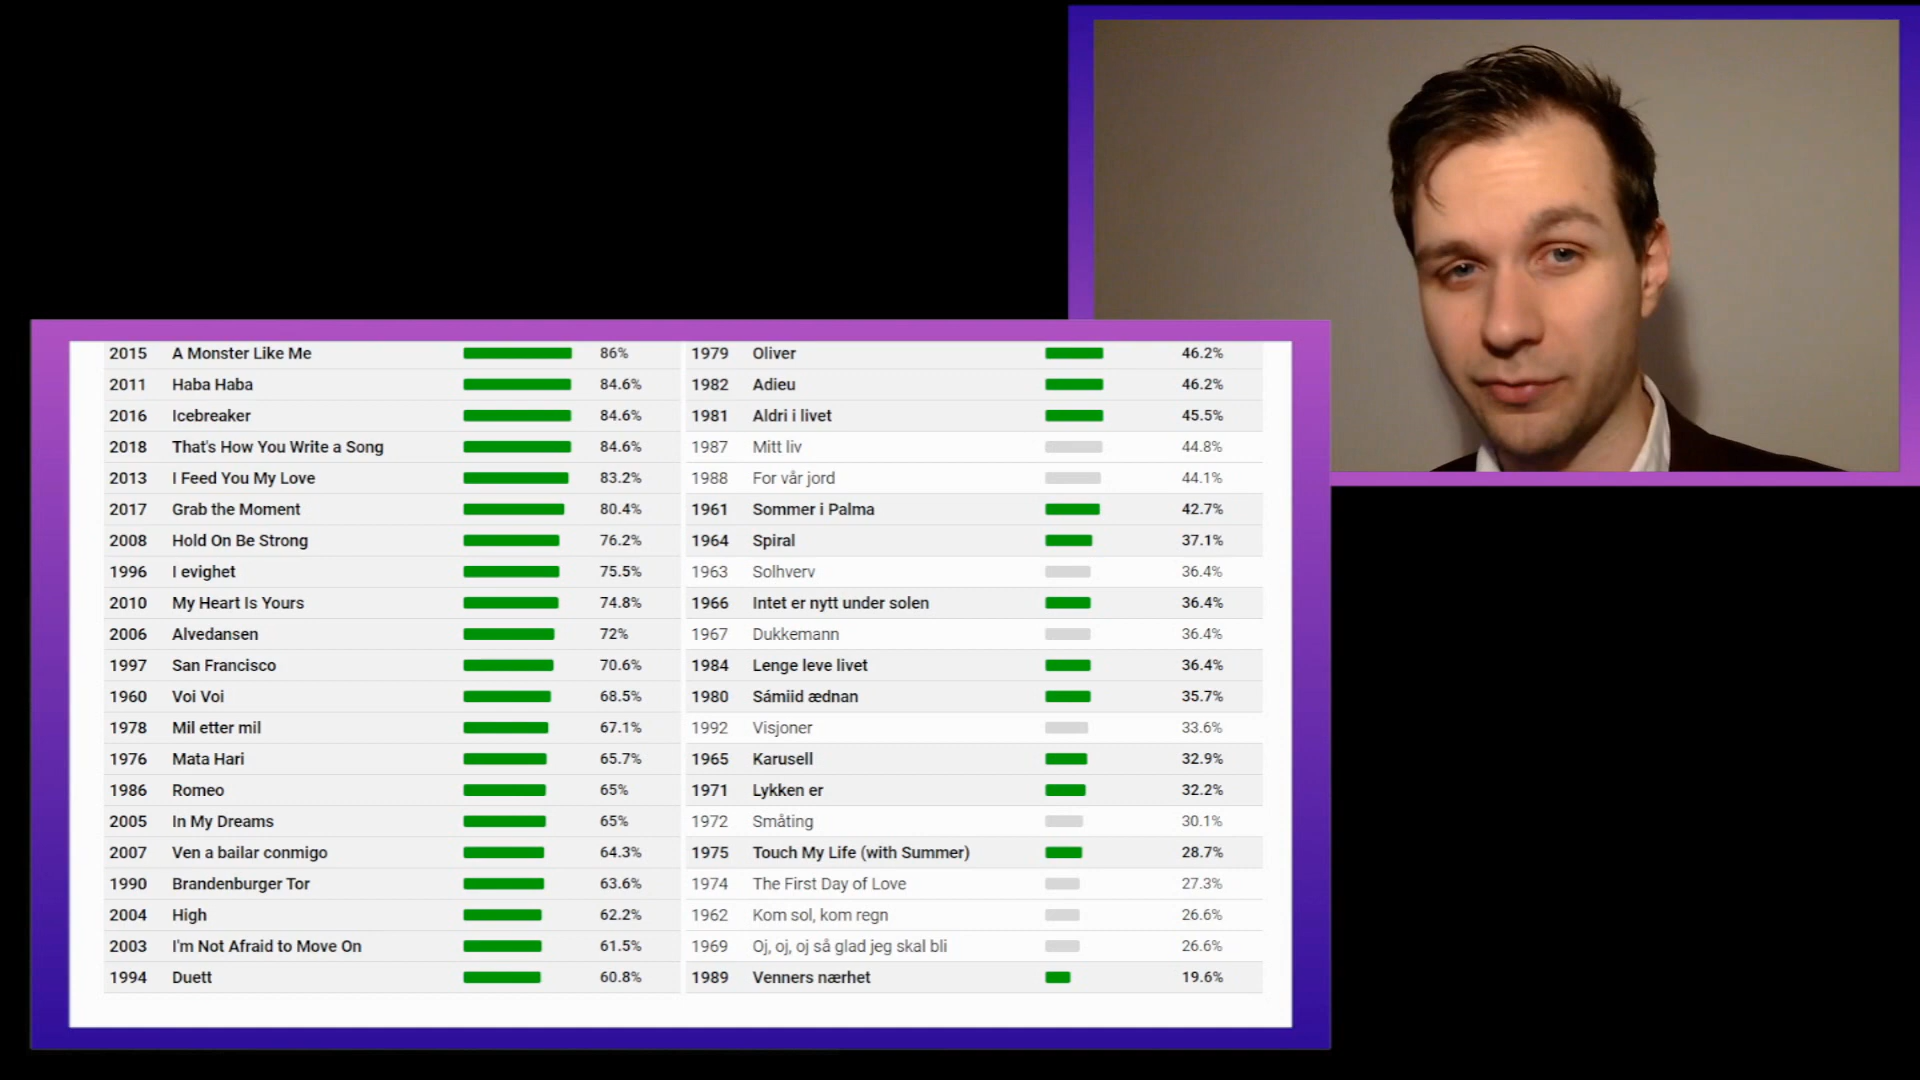 2015 A Monster Like Me 86%
2011 Haba Haba 84.6%
2016 Icebreaker 84.6%
2018 That's How You Write a Song 84.6%
2013 I Feed You My Love 83.2%
2017 Grab the Moment 80.4%
2008 Hold On Be Strong 76.2%
1996 I evighet 75.5%
2010 My Heart Is Yours 74.8%
2006 Alvedansen 72%
1997 San Francisco 70.6%
1960 Voi Voi 68.5%
1978 Mil etter mil 67.1%
1976 Mata Hari 65.7%
1986 Romeo 65%
2005 In My Dreams 65%
2007 Ven a bailar conmigo 64.3%
1990 Brandenburger Tor 63.6%
2004 High 62.2%
2003 I'm Not Afraid to Move On 61.5%
1994 Duett 60.8%
1979 Oliver 46.2%
1982 Adieu 46.2%
1981 Aldri i livet 45.5%
1987 Mitt liv 44.8%
1988 For vår jord 44.1%
1961 Sommer i Palma 42.7%
1964 Spiral 37.1%
1963 Solhverv 36.4%
1966 Intet er nytt under solen 36.4%
1967 Dukkemann 36.4%
1984 Lenge leve livet 36.4%
1980 Sámiid ædnan 35.7%
1992 Visjoner 33.6%
1965 Karusell 32.9%
1971 Lykken er 32.2%
1972 Småting 30.1%
1975 Touch My Life (with Summer) 28.7%
1974 The First Day of Love 27.3%
1962 Kom sol, kom regn 26.6%
1969 Oj, oj, oj så glad jeg skal bli 26.6%
1989 Venners nærhet 19.6%